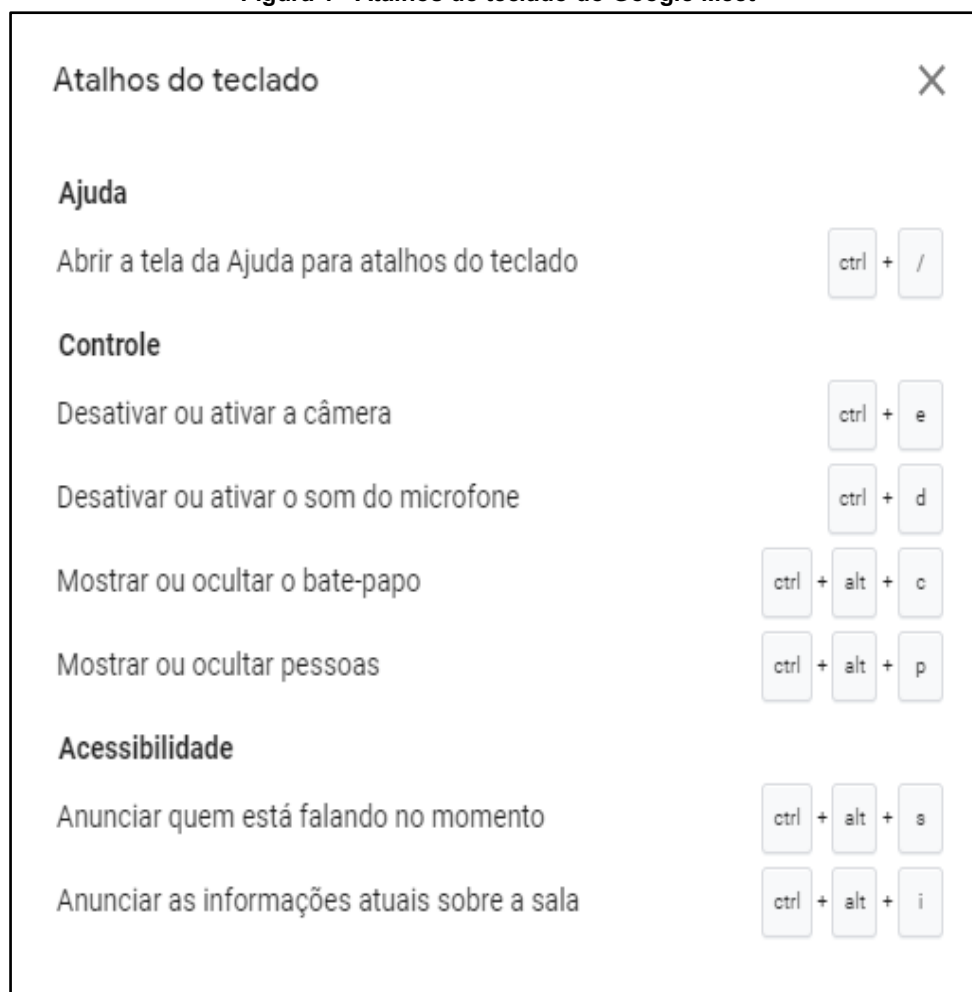 Figura 1 - Atalhos do teclado do Google Meet
Atalhos do teclado
Ajuda
Abrir a tela da Ajuda para atalhos do teclado ctrl + /
Controle
Desativar ou ativar a câmera ctrl + e
Desativar ou ativar o som do microfone ctrl + d
Mostrar ou ocultar o bate-papo ctrl + alt + c
Mostrar ou ocultar pessoas ctrl + alt + p
Acessibilidade
Anunciar quem está falando no momento ctrl + alt + s
Anunciar as informações atuais sobre a sala ctrl + alt + i